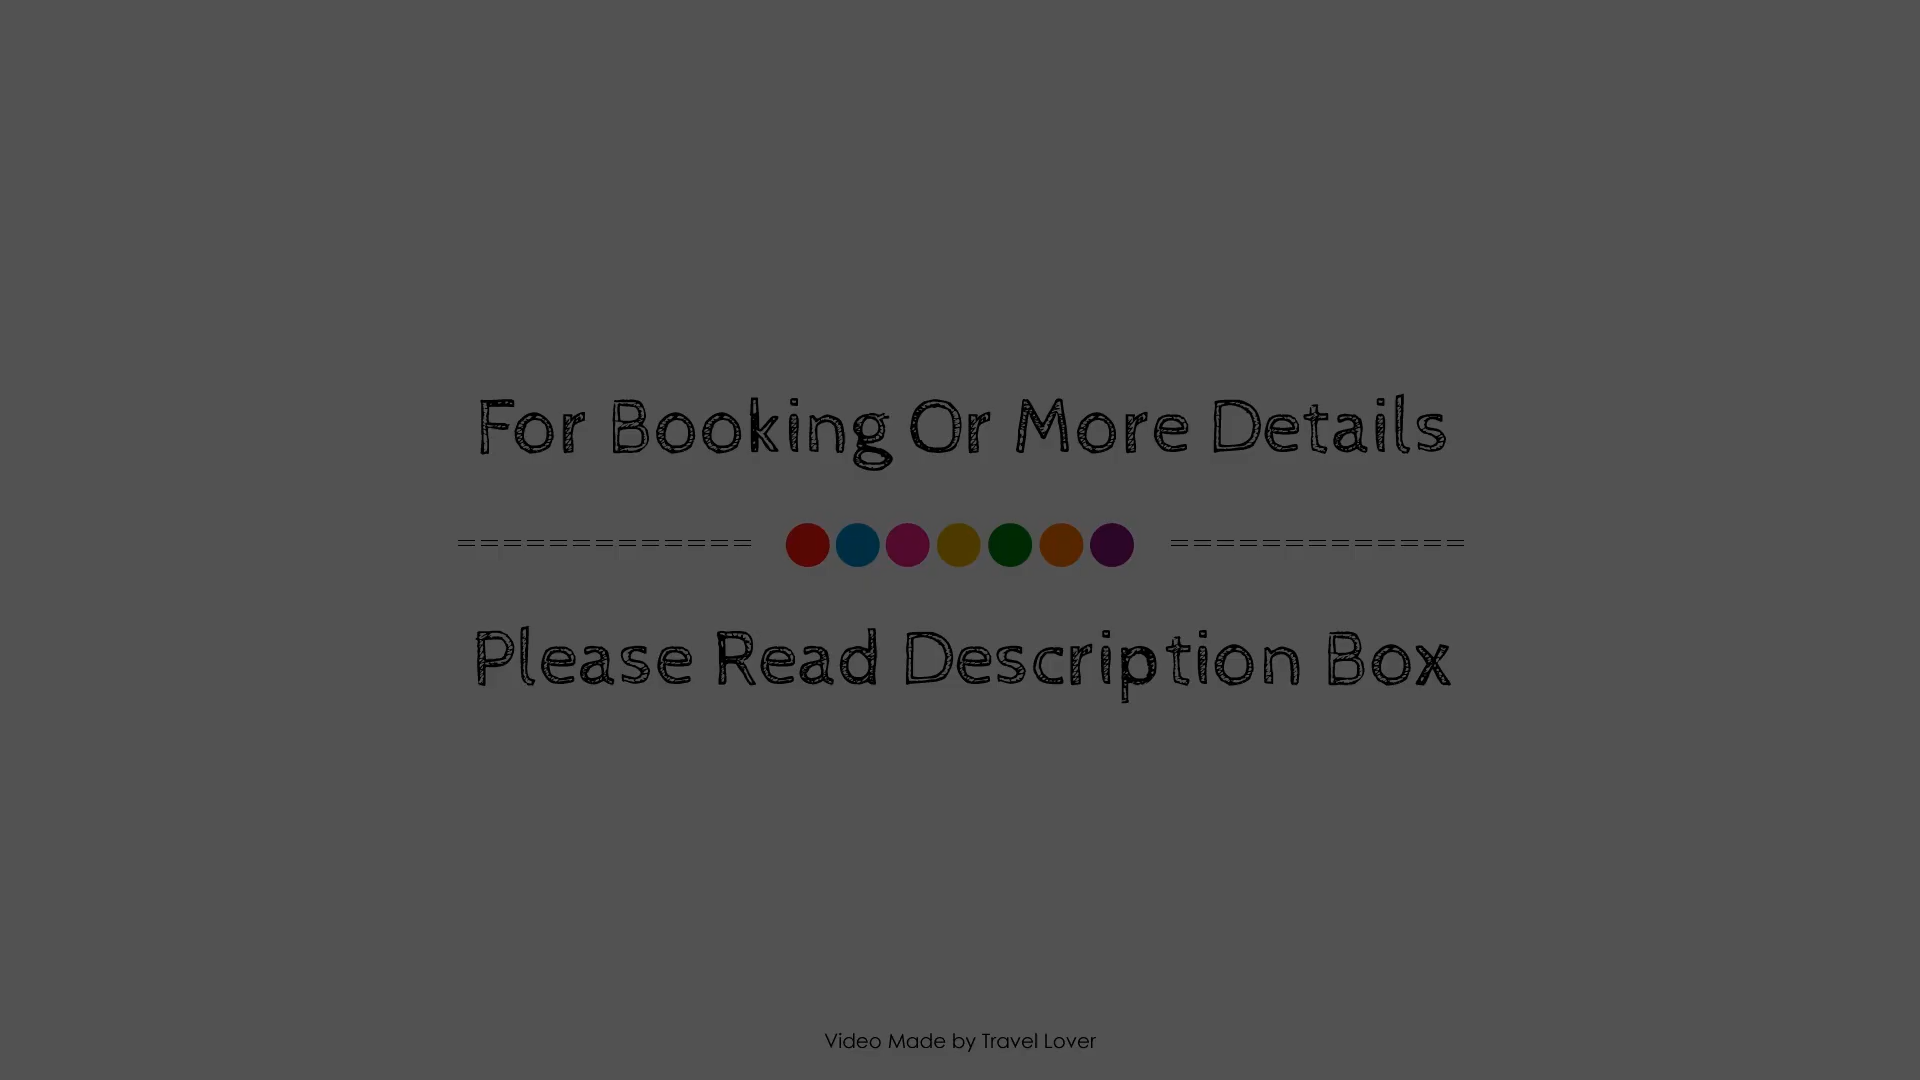 For Booking Or More Details
============= =============
Please Read Description Box
Video Made by Travel Lover